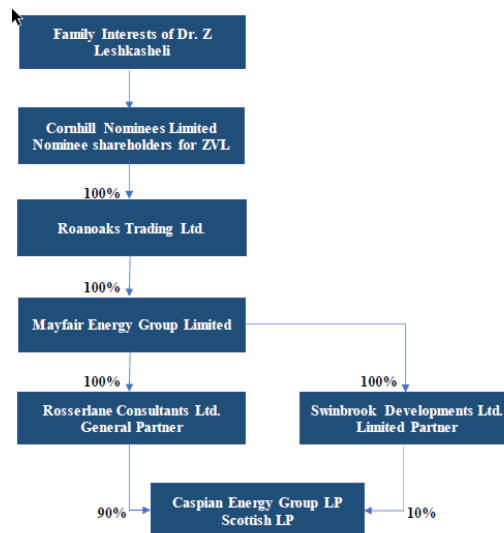 Family Interests of Dr. Z
Leshkasheli
Cornhill Nominees Limited
Nominee shareholders for ZVL
100%
Roanoaks Trading Ltd.
100%
Mayfair Energy Group Limited
100%
100%
Rosserlane Consultants Ltd.
General Partner
Swinbrook Developments Ltd.
Limited Partner
90%
Caspian Energy Group LP
Scottish LP
10%